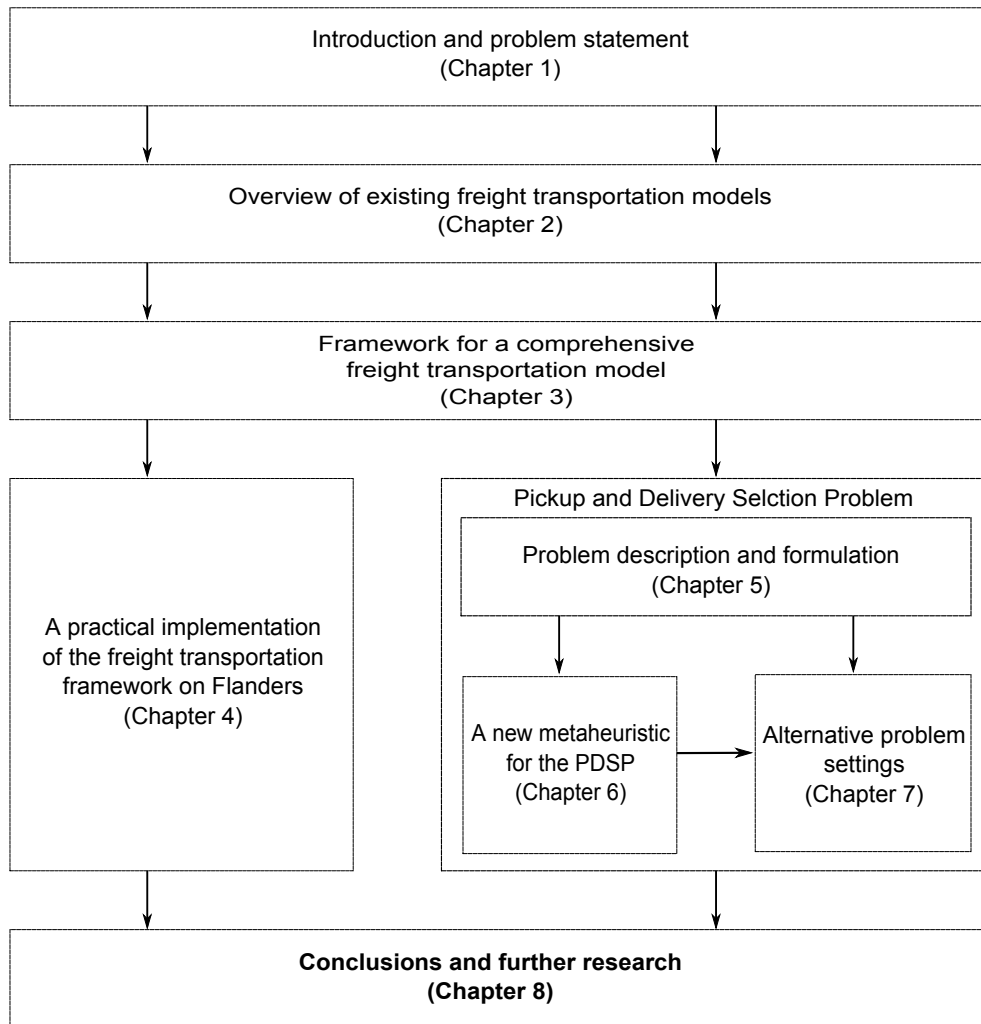 Introduction and problem statement
(Chapter 1)
Overview of existing freight transportation models
(Chapter 2)
Framework for a comprehensive
freight transportation model
(Chapter 3)
A practical implementation
of the freight transportation
framework on Flanders
(Chapter 4)
Pickup and Delivery Selction Problem
Problem description and formulation
(Chapter 5)
A new metaheuristic
for the PDSP
(Chapter 6)
Alternative problem
settings
(Chapter 7)
Conclusions and further research
(Chapter 8)